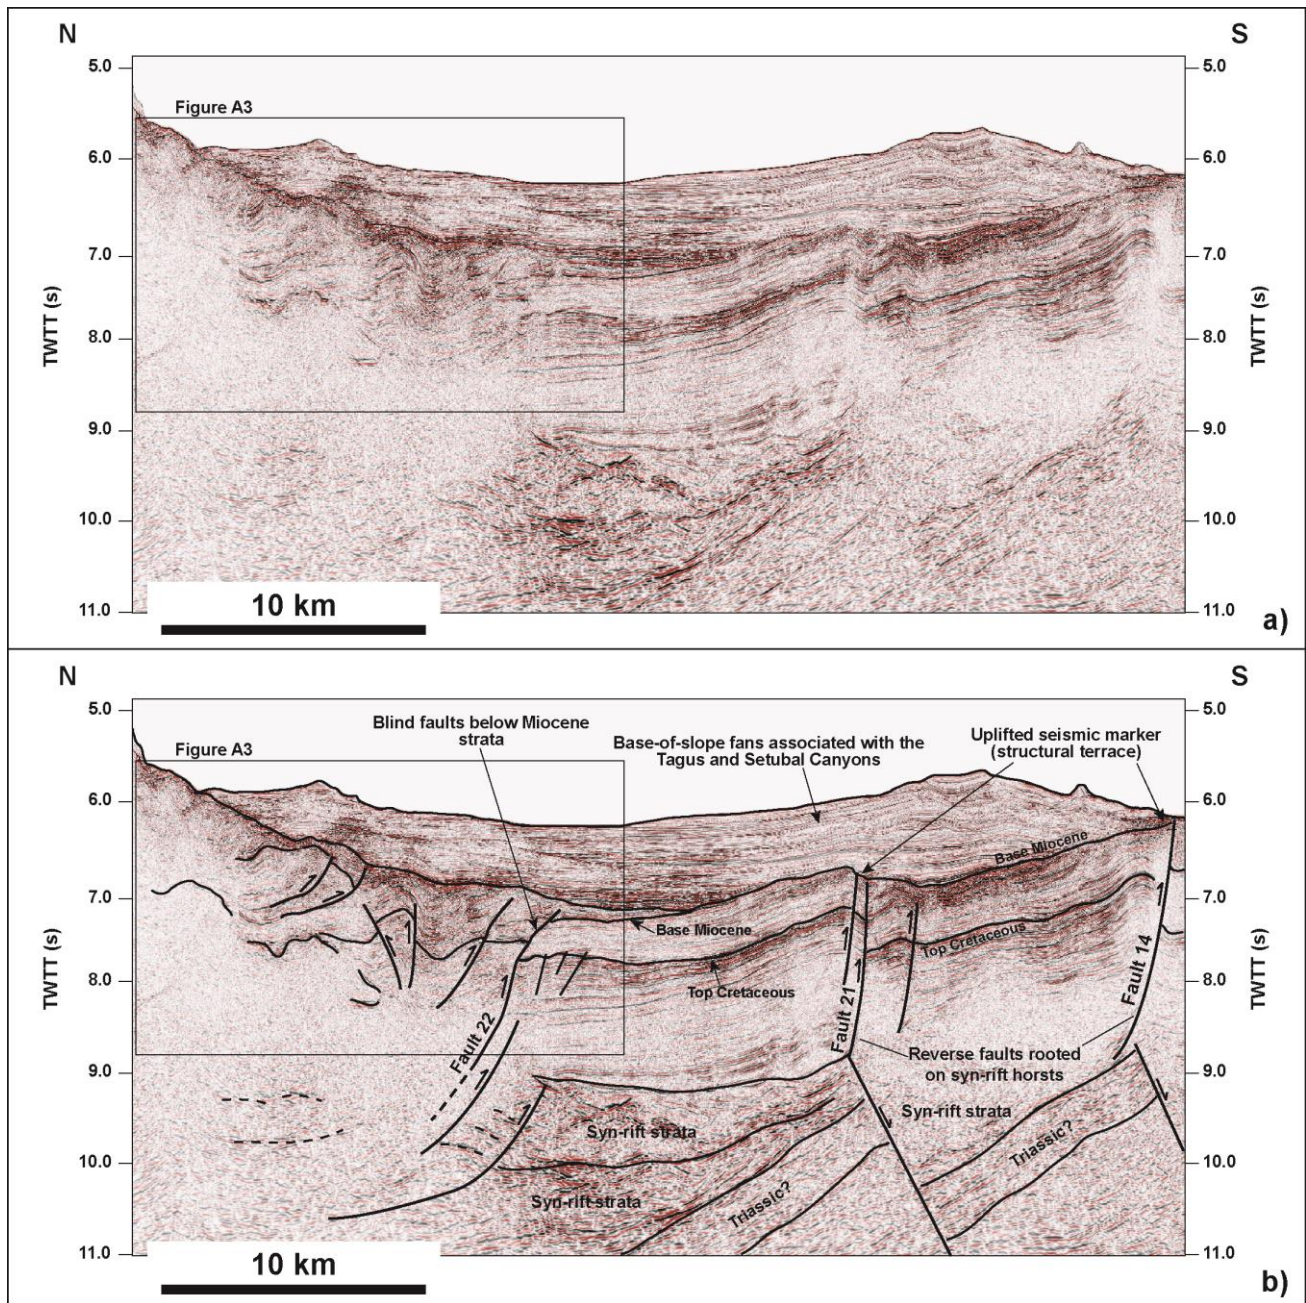 N
S
5.0
5.0
Figure A3
6.0
6.0
7.0
7.0
TWTT (s)
TWTT (s)
8.0
8.0
9.0
9.0
10.0
10.0
10 km
11.0
11.0
a)
N
S
5.0
5.0
Blind faults below Miocene
strata
Uplifted seismic marker
(structural terrace)
Figure A3
Base-of-slope fans associated with the
Tagus and Setubal Canyons
6.0
6.0
Base Miocene
7.0
7.0
Base Miocene
TWTT (s)
TWTT (s)
Top Cretaceous
8.0
8.0
Top Cretaceous
Fault 14
Fault 21
Fault 22
Reverse faults rooted
on syn-rift horsts
9.0
9.0
Syn-rift strata
Syn-rift strata
Triassic?
10.0
10.0
Syn-rift strata
Triassic?
10 km
11.0
11.0
b)